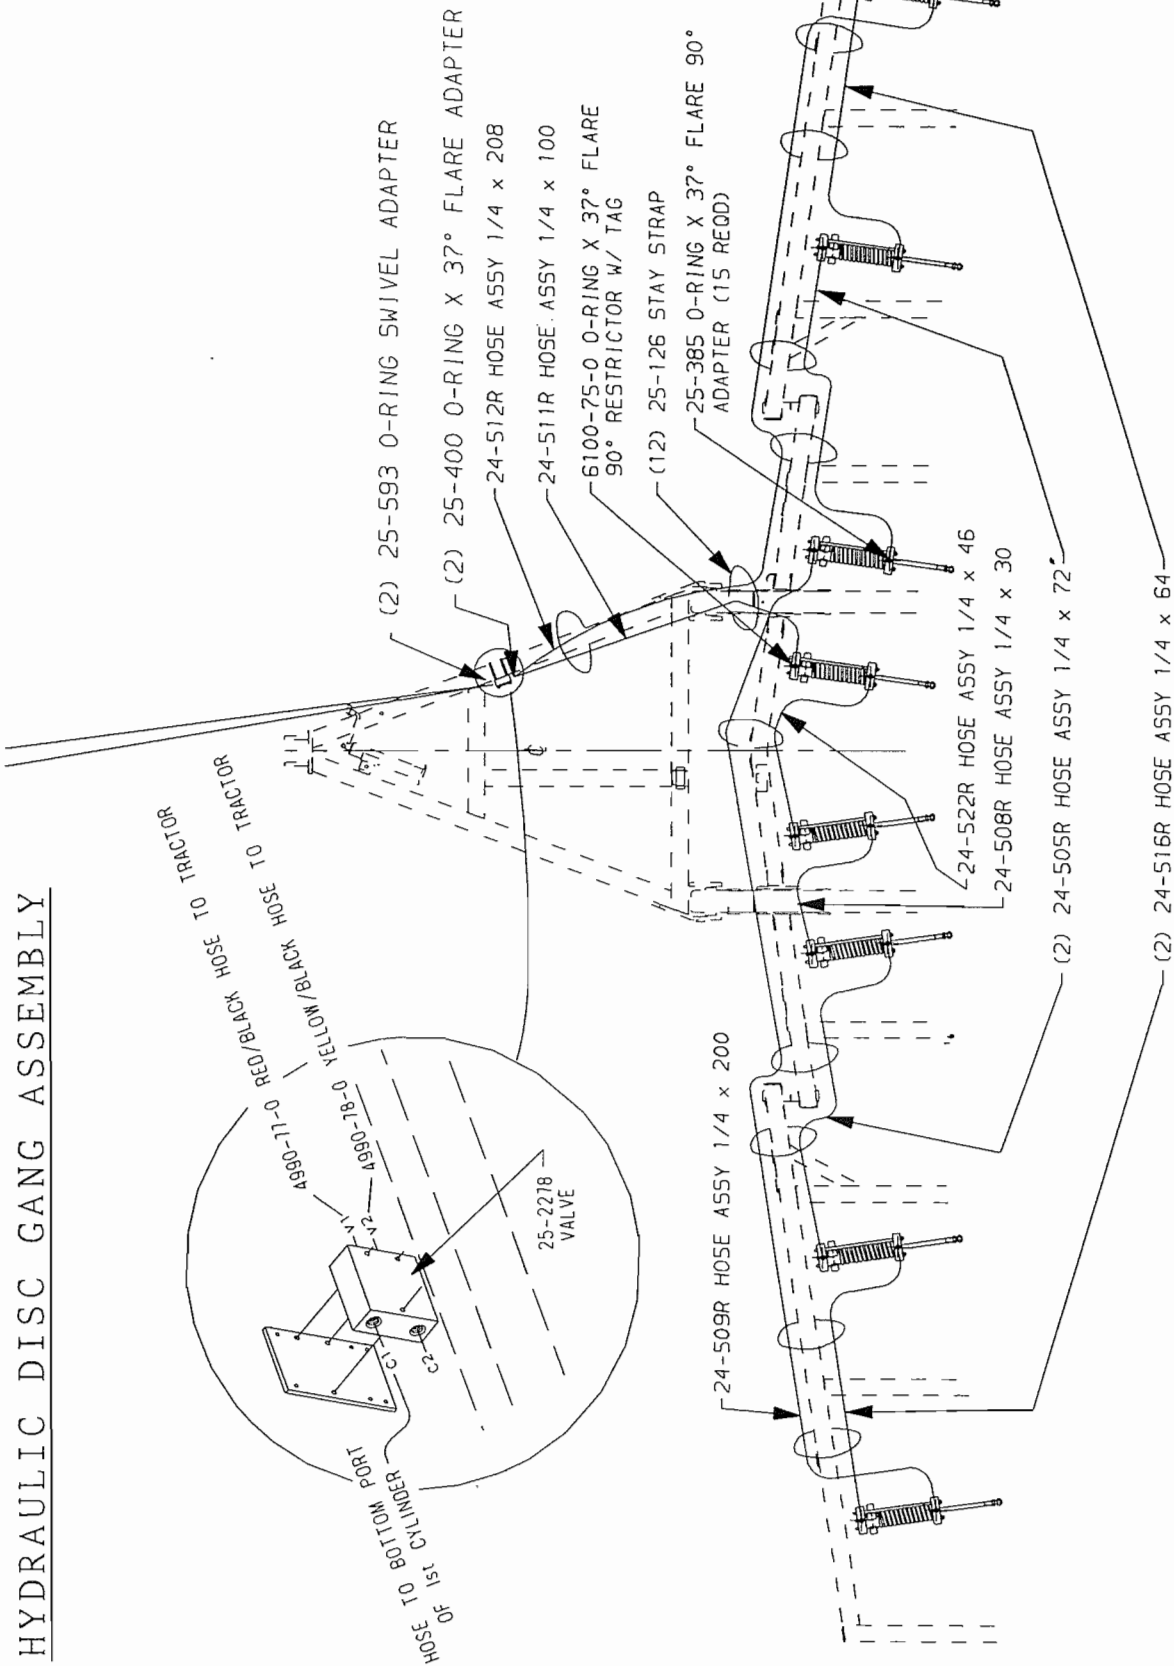 HYDRAULIC DISC GANG ASSEMBLY
(2) 25-593 O-RING SWIVEL ADAPTER
(2) 25-400 O-RING X 37° FLARE ADAPTER
24-512R HOSE ASSY 1/4 x 208
24-511R HOSE ASSY 1/4 x 100
6100-75-0 O-RING X 37° FLARE
90° RESTRICTOR W/ TAG
(12) 25-126 STAY STRAP
25-385 O-RING X 37° FLARE 90°
ADAPTER (15 REQD)
4990-77-0 RED/BLACK HOSE TO TRACTOR
4990-78-0 YELLOW/BLACK HOSE TO TRACTOR
V1
V2
C1
C2
25-2278
VALVE
HOSE TO BOTTOM PORT
OF 1st CYLINDER
24-509R HOSE ASSY 1/4 x 200
24-522R HOSE ASSY 1/4 x 46
24-508R HOSE ASSY 1/4 x 30
(2) 24-505R HOSE ASSY 1/4 x 72"
(2) 24-516R HOSE ASSY 1/4 x 64